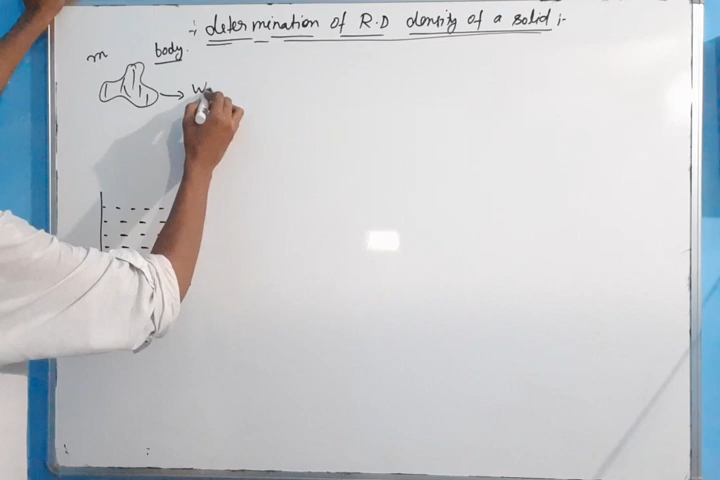 :- determination of R.D density of a solid :-
m body.
W